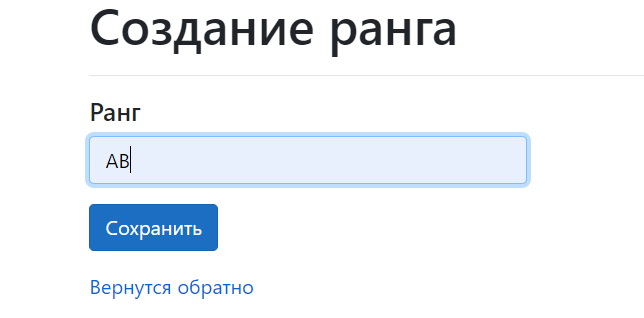 Создание ранга
Ранг
АВ
Сохранить
Вернутся обратно